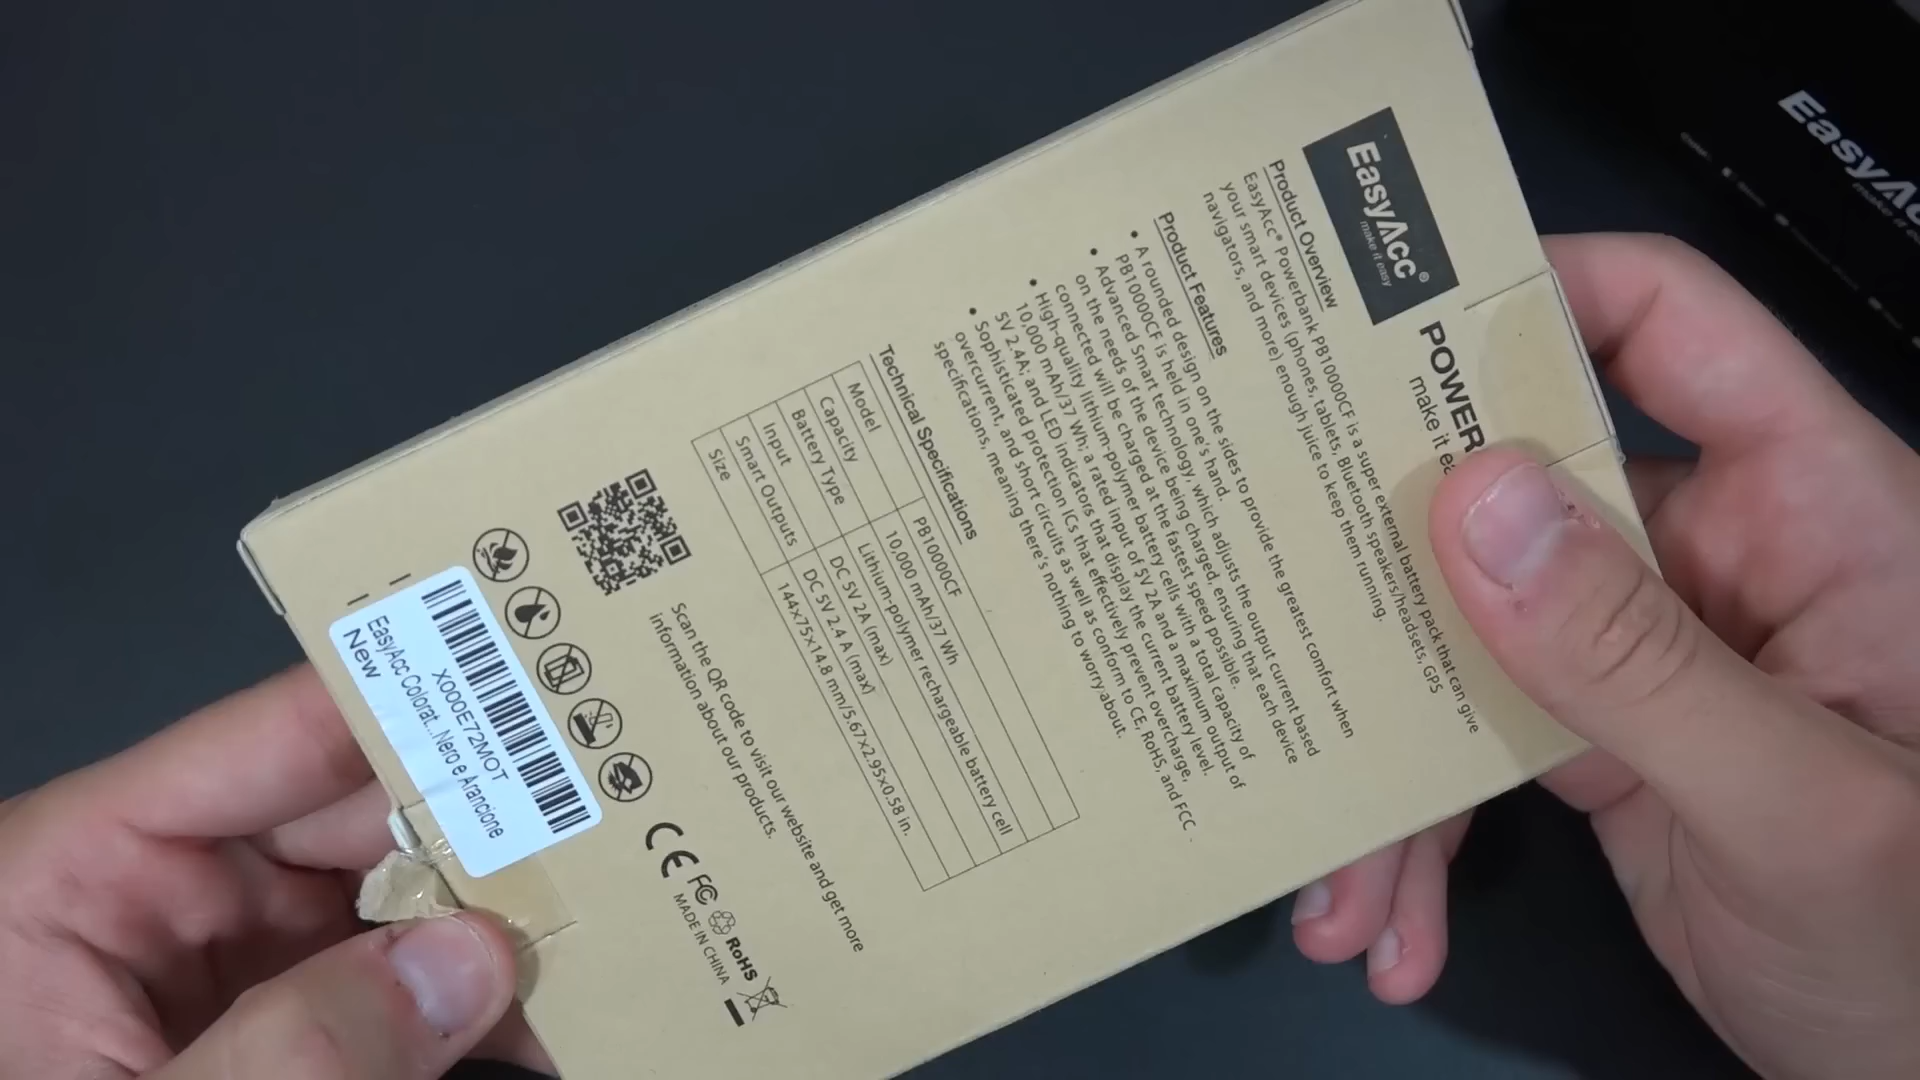 EasyAcc®
make it easy
POWER
make it ea
Product Overview
EasyAcc® Powerbank PB10000CF is a super external battery pack that can give
your smart devices (phones, tablets, Bluetooth speakers/headsets, GPS
navigators, and more) enough juice to keep them running.
Product Features
• A rounded design on the sides to provide the greatest comfort when
PB10000CF is held in one's hand.
• Advanced Smart technology, which adjusts the output current based
on the needs of the device being charged, ensuring that each device
connected will be charged at the fastest speed possible.
• High-quality lithium-polymer battery cells with a total capacity of
10,000 mAh/37 Wh; a rated input of 5V 2A and a maximum output of
5V 2.4A; and LED indicators that display the current battery level.
• Sophisticated protection ICs that effectively prevent overcharge,
overcurrent, and short circuits as well as conform to CE, RoHS, and FCC
specifications, meaning there's nothing to worry about.
Technical Specifications
Model PB10000CF
Capacity 10,000 mAh/37 Wh
Battery Type Lithium-polymer rechargeable battery cell
Input DC 5V 2A (max)
Smart Outputs DC 5V 2.4 A (max)
Size 144×75×14.8 mm/5.67×2.95×0.58 in.
Scan the QR code to visit our website and get more
information about our products.
CE FC RoHS
MADE IN CHINA
X000E72MOT
EasyAcc Colorat...Nero e Arancione
New
EasyAcc
make it